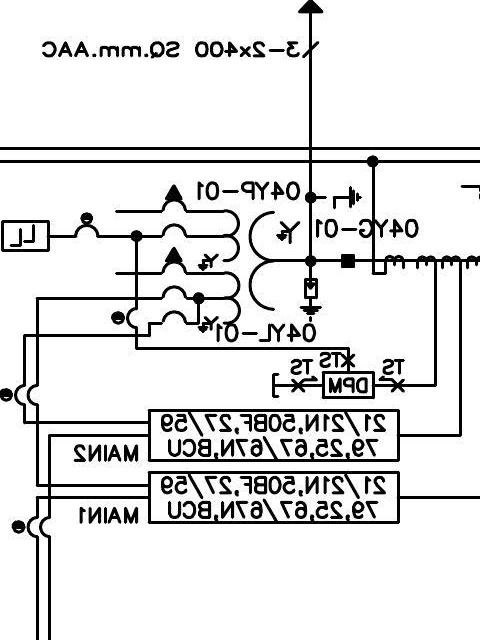 3-2x400 SQ.mm.AAC
04YP-01
04YG-01
LL
04YL-01
TS
TS
TS
DPM
21/21N,50BF,27/59
79,25,67/67N,BCU
MAIN2
21/21N,50BF,27/59
79,25,67/67N,BCU
MAIN1